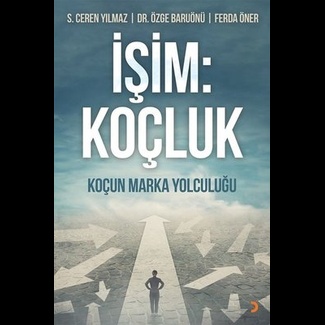 S. CEREN YILMAZ | DR. ÖZGE BARUÖNÜ | FERDA ÖNER
İŞİM:
KOÇLUK
KOÇUN MARKA YOLCULUĞU